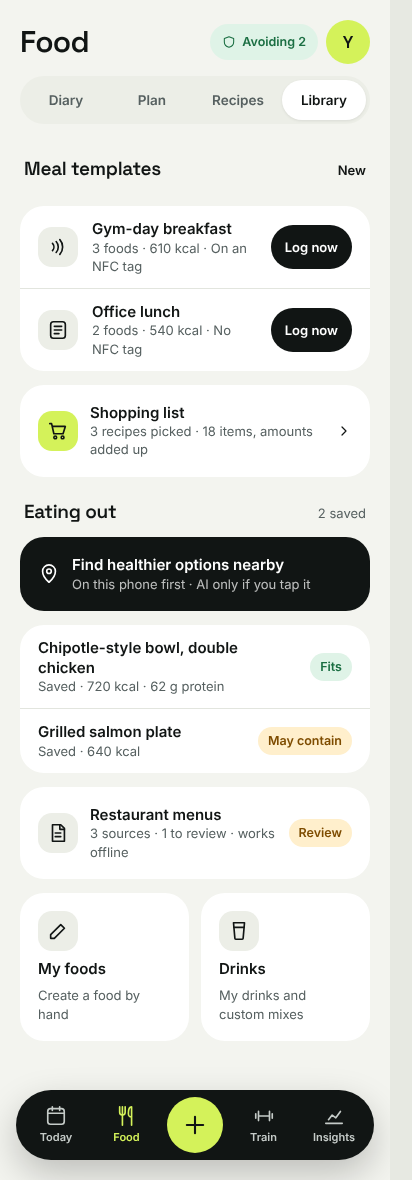 Food
Avoiding 2
Y
Diary
Plan
Recipes
Library
Meal templates
New
Gym-day breakfast
3 foods · 610 kcal · On an
NFC tag
Log now
Office lunch
2 foods · 540 kcal · No
NFC tag
Log now
Shopping list
3 recipes picked · 18 items, amounts
added up
Eating out
2 saved
Find healthier options nearby
On this phone first · AI only if you tap it
Chipotle-style bowl, double
chicken
Saved · 720 kcal · 62 g protein
Fits
Grilled salmon plate
Saved · 640 kcal
May contain
Restaurant menus
3 sources · 1 to review · works
offline
Review
My foods
Create a food by
hand
Drinks
My drinks and
custom mixes
Today
Food
Train
Insights